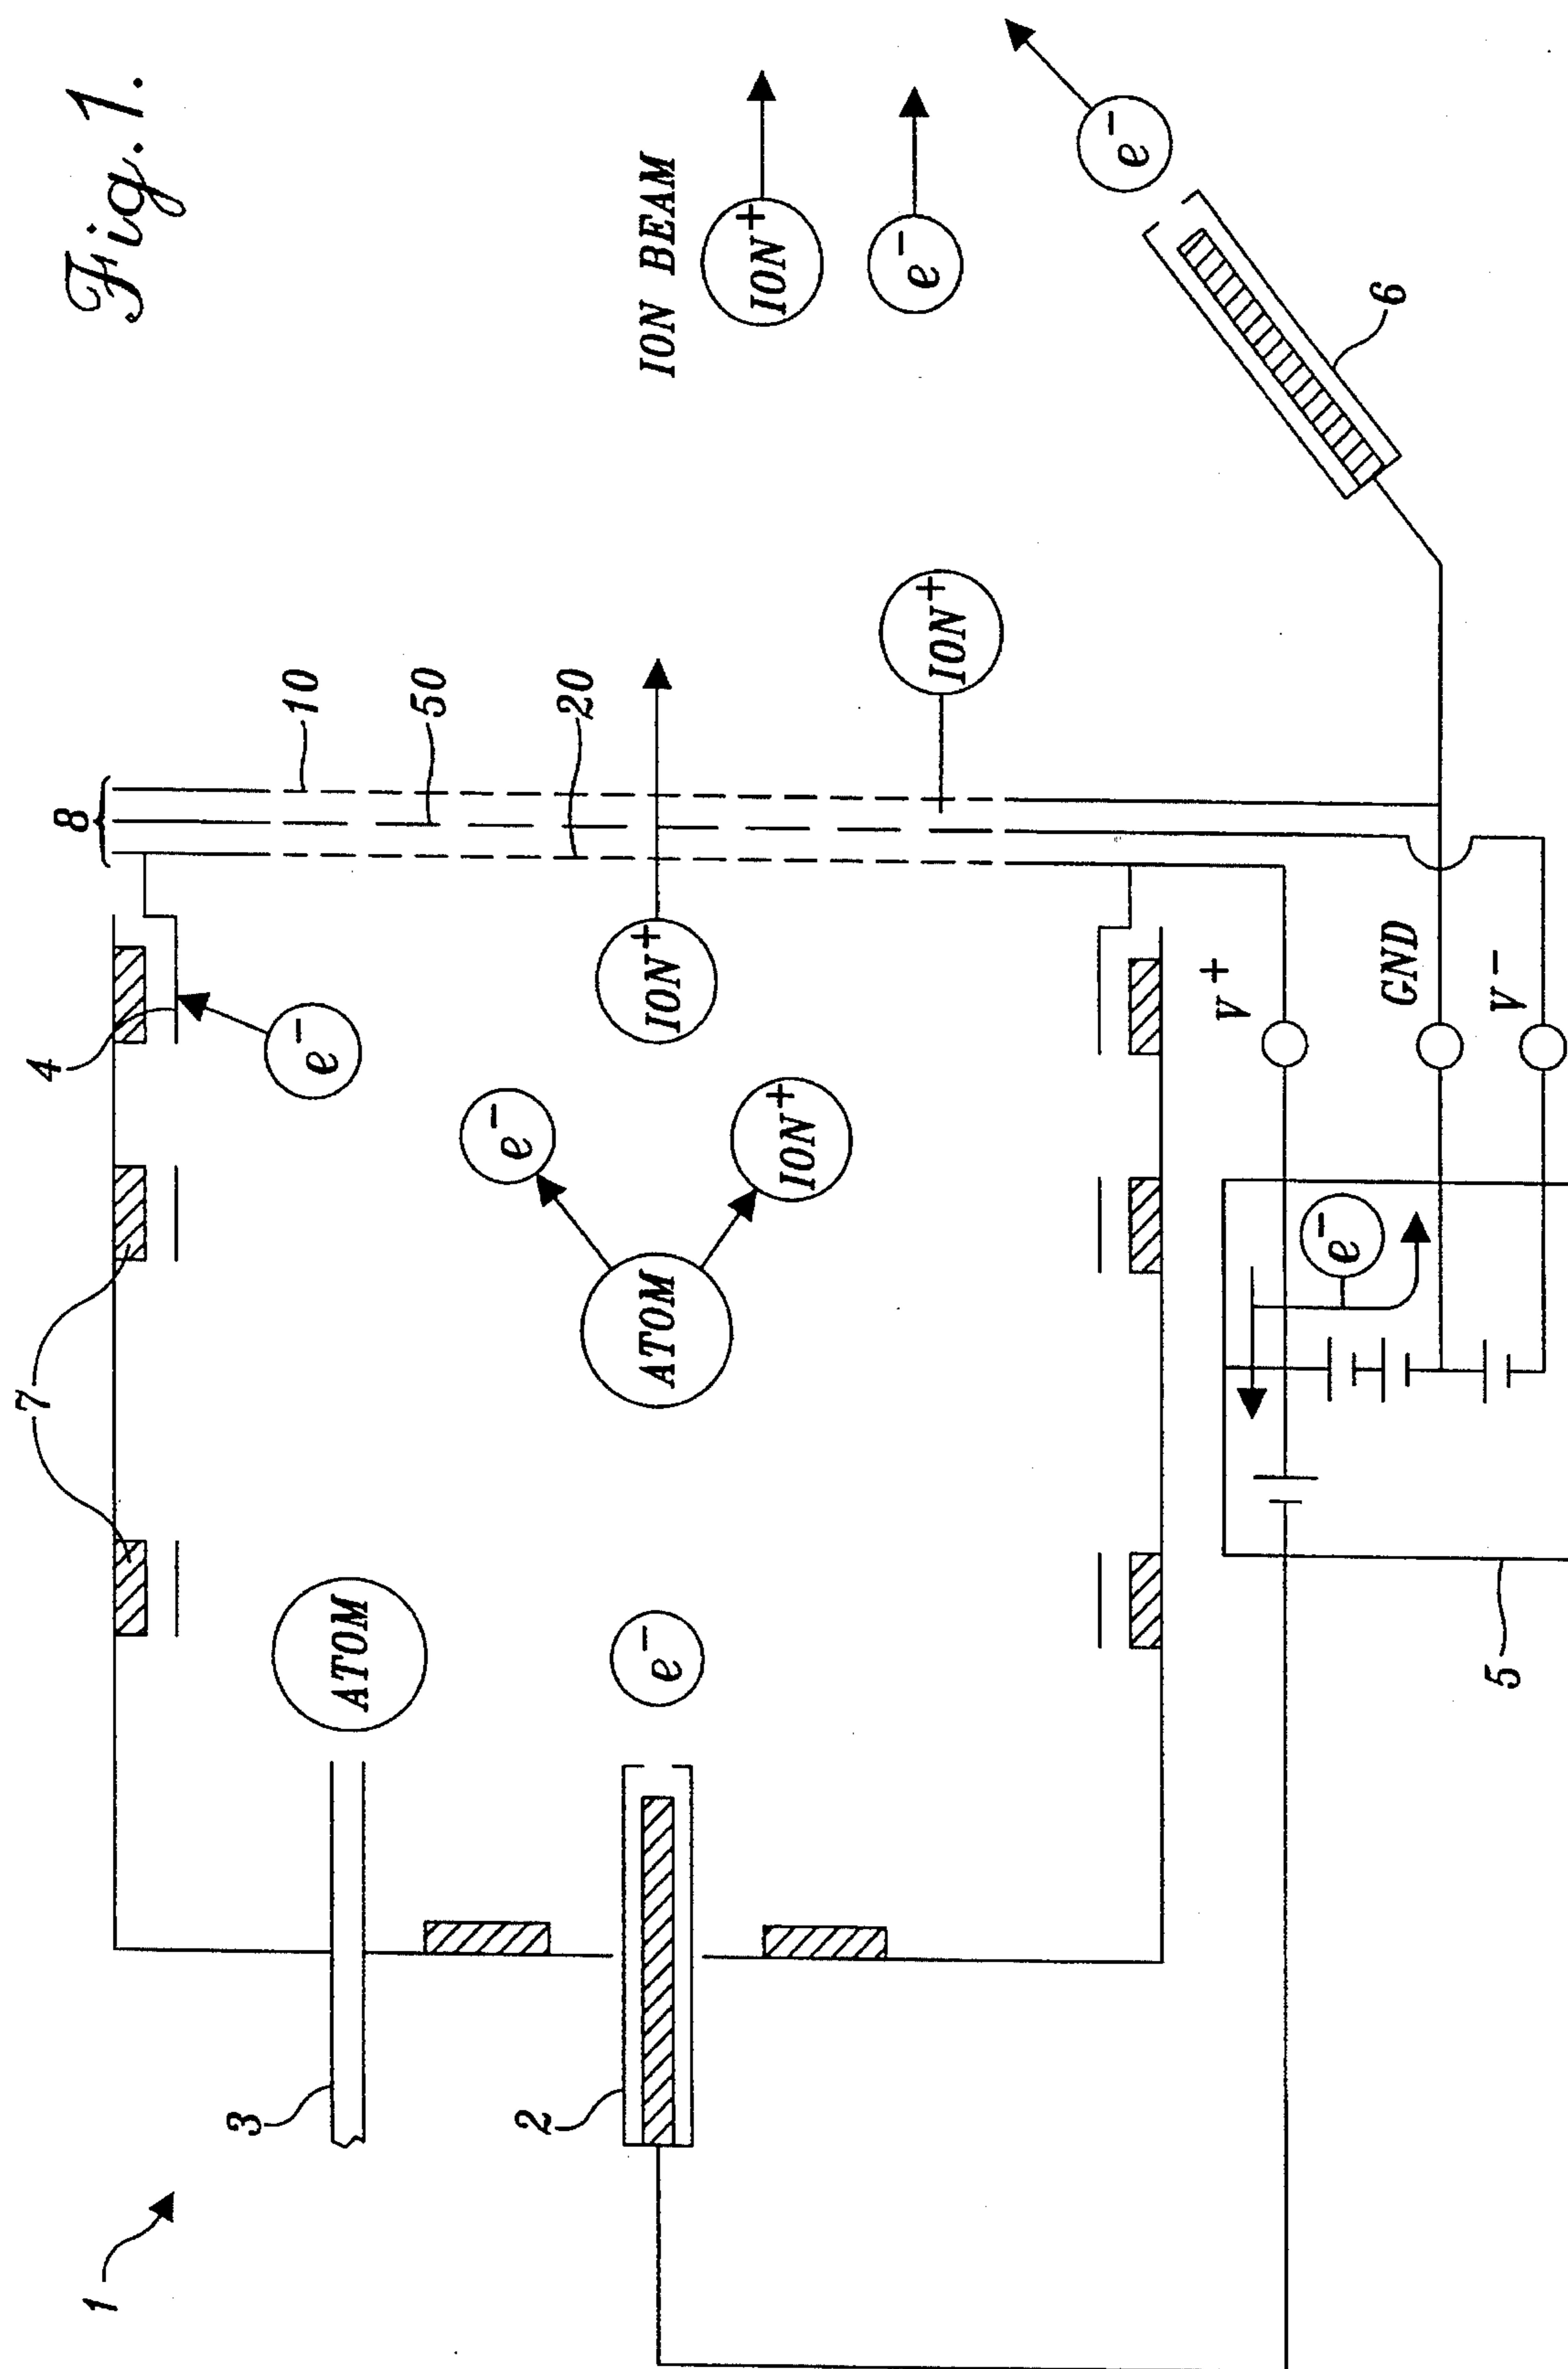 Fig. 1.
1
3
2
7
4
8
10
50
20
6
5
ATOM
e⁻
ATOM
e⁻
ION⁺
e⁻
ION⁺
ION⁺
ION BEAM
ION⁺
e⁻
e⁻
V⁺
GND
V⁻
e⁻